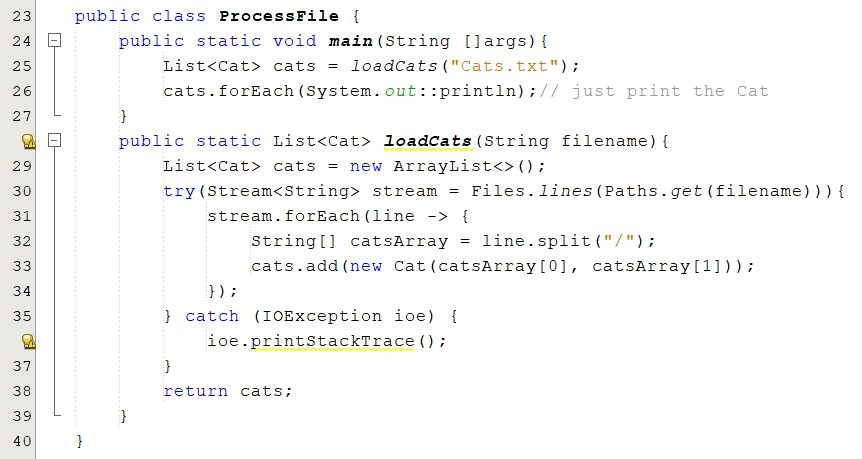 23 public class ProcessFile {
24     public static void main(String []args){
25         List<Cat> cats = loadCats("Cats.txt");
26         cats.forEach(System.out::println);// just print the Cat
27     }
    public static List<Cat> loadCats(String filename){
29         List<Cat> cats = new ArrayList<>();
30         try(Stream<String> stream = Files.lines(Paths.get(filename))){
31             stream.forEach(line -> {
32                 String[] catsArray = line.split("/");
33                 cats.add(new Cat(catsArray[0], catsArray[1]));
34             });
35         } catch (IOException ioe) {
            ioe.printStackTrace();
37         }
38         return cats;
39     }
40 }